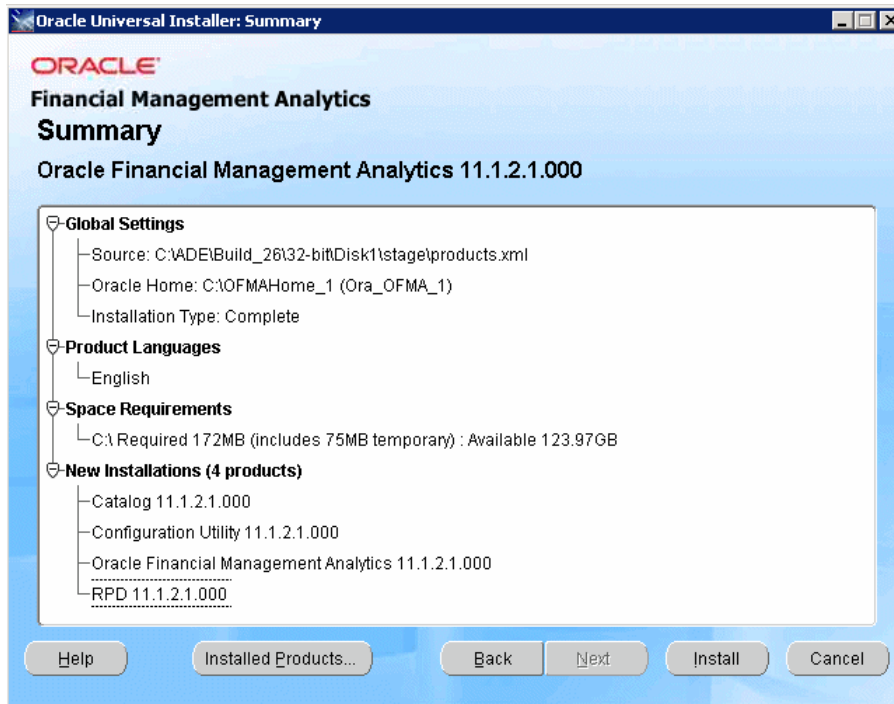 Oracle Universal Installer: Summary
ORACLE
Financial Management Analytics
Summary
Oracle Financial Management Analytics 11.1.2.1.000
Global Settings
Source: C:\ADE\Build_26\32-bit\Disk1\stage\products.xml
Oracle Home: C:\OFMAHome_1 (Ora_OFMA_1)
Installation Type: Complete
Product Languages
English
Space Requirements
C:\ Required 172MB (includes 75MB temporary) : Available 123.97GB
New Installations (4 products)
Catalog 11.1.2.1.000
Configuration Utility 11.1.2.1.000
Oracle Financial Management Analytics 11.1.2.1.000
RPD 11.1.2.1.000
Help Installed Products... Back Next Install Cancel